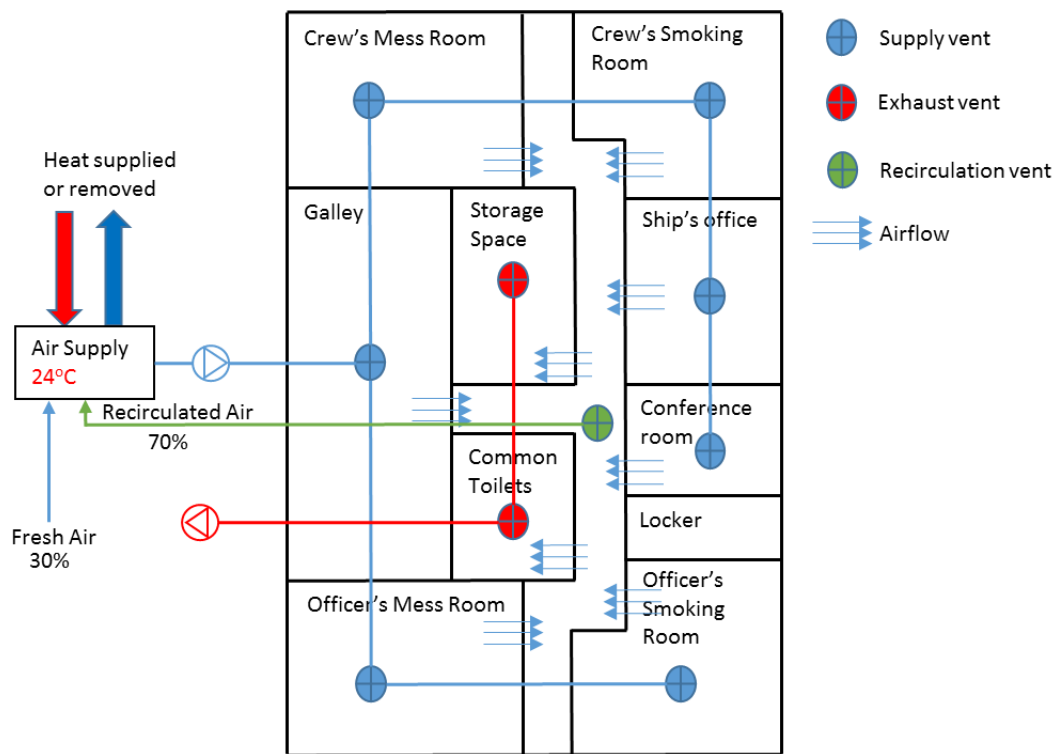 Crew's Mess Room
Crew's Smoking
Room
Supply vent
Exhaust vent
Recirculation vent
Airflow
Heat supplied
or removed
Galley
Storage
Space
Ship's office
Air Supply
24°C
Recirculated Air
70%
Conference
room
Common
Toilets
Locker
Fresh Air
30%
Officer's Mess Room
Officer's
Smoking
Room